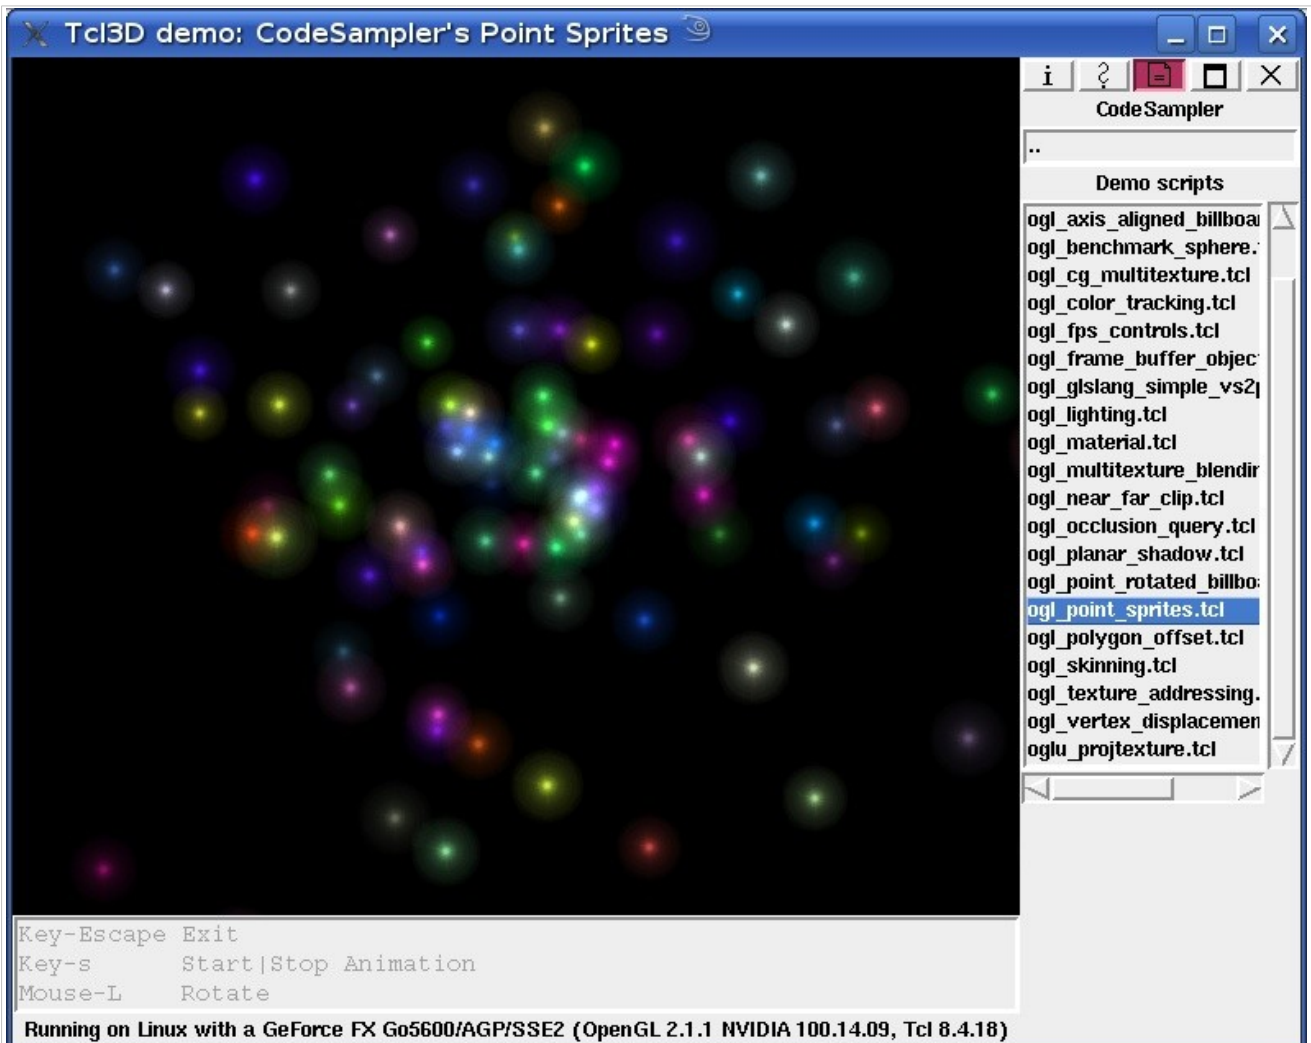 Tcl3D demo: CodeSampler's Point Sprites
i
?
CodeSampler
..
Demo scripts
ogl_axis_aligned_billboa
ogl_benchmark_sphere.
ogl_cg_multitexture.tcl
ogl_color_tracking.tcl
ogl_fps_controls.tcl
ogl_frame_buffer_objec
ogl_glslang_simple_vs2
ogl_lighting.tcl
ogl_material.tcl
ogl_multitexture_blendin
ogl_near_far_clip.tcl
ogl_occlusion_query.tcl
ogl_planar_shadow.tcl
ogl_point_rotated_billbo
ogl_point_sprites.tcl
ogl_polygon_offset.tcl
ogl_skinning.tcl
ogl_texture_addressing.
ogl_vertex_displacemen
oglu_projtexture.tcl
Key-Escape Exit
Key-s Start|Stop Animation
Mouse-L Rotate
Running on Linux with a GeForce FX Go5600/AGP/SSE2 (OpenGL 2.1.1 NVIDIA 100.14.09, Tcl 8.4.18)